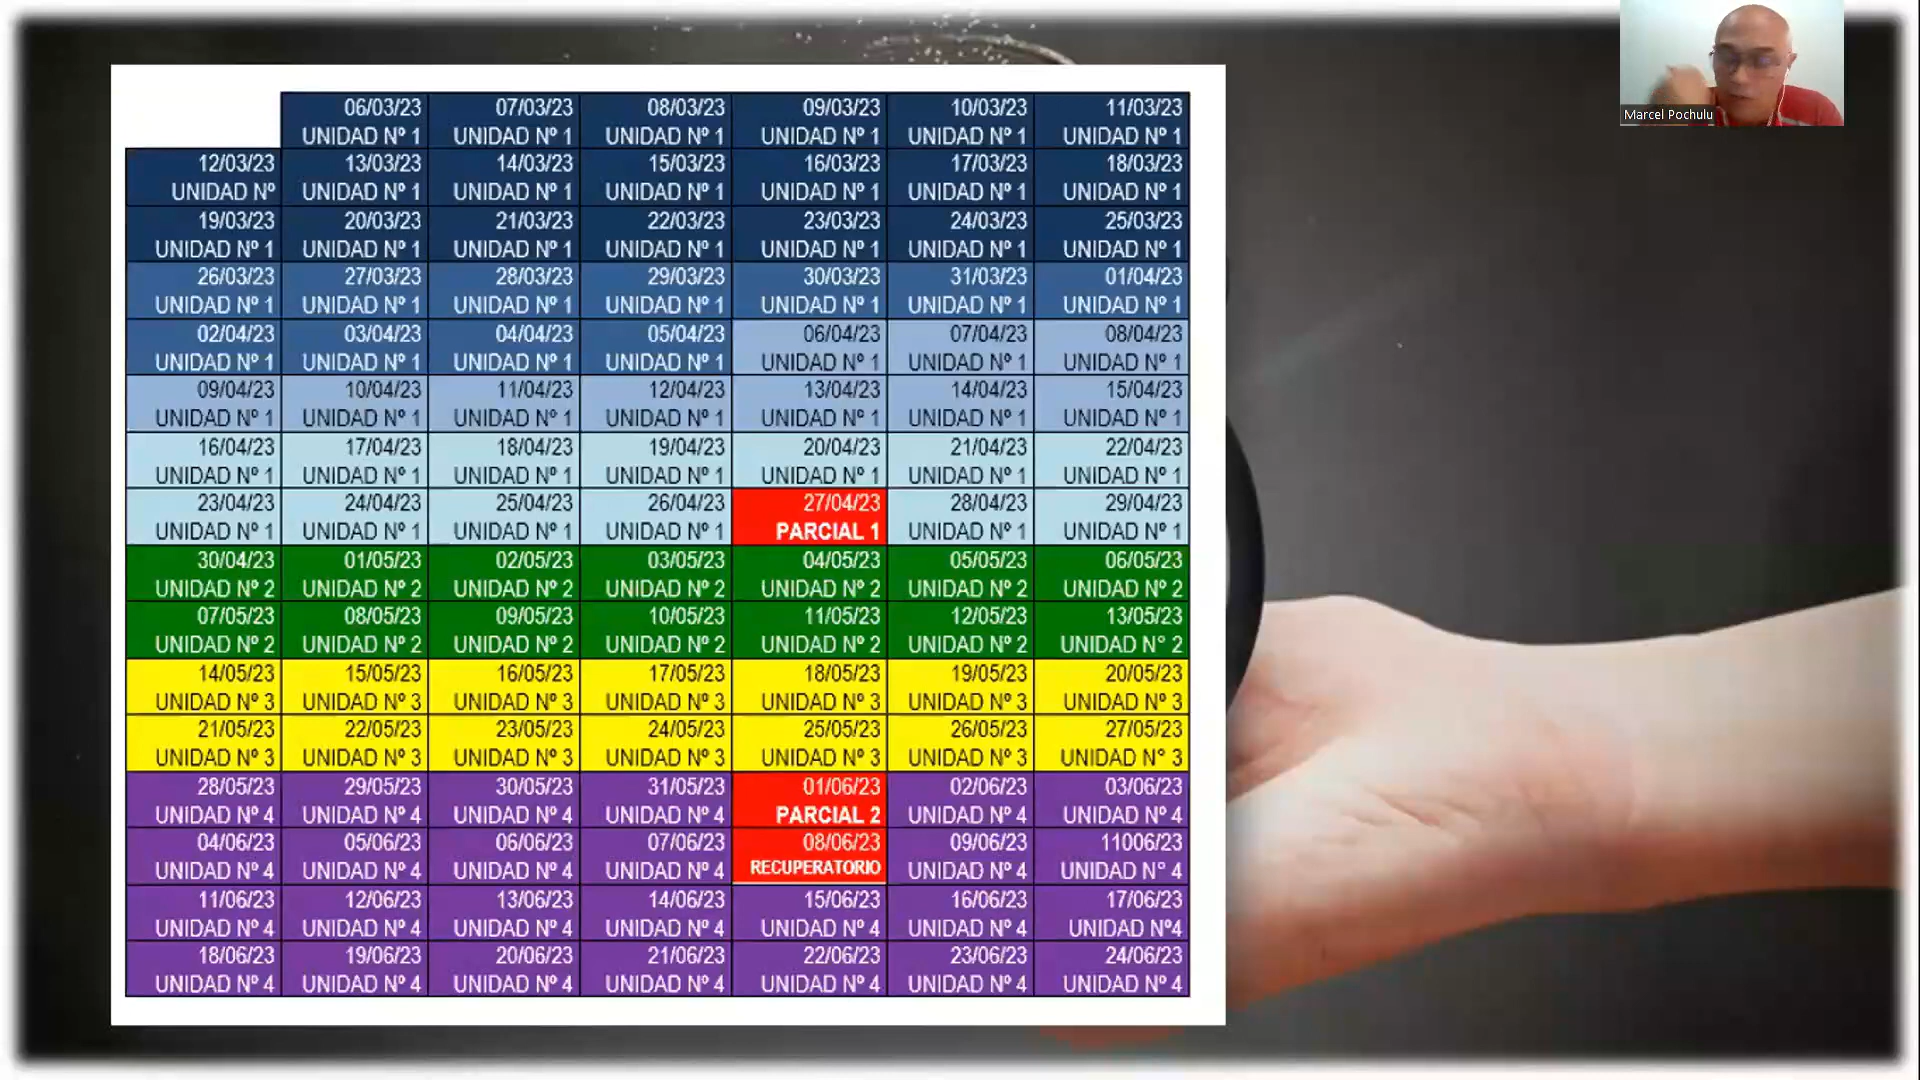 Marcel Pochulu
06/03/23 07/03/23 08/03/23 09/03/23 10/03/23 11/03/23
UNIDAD Nº 1 UNIDAD Nº 1 UNIDAD Nº 1 UNIDAD Nº 1 UNIDAD Nº 1 UNIDAD Nº 1
12/03/23 13/03/23 14/03/23 15/03/23 16/03/23 17/03/23 18/03/23
UNIDAD Nº UNIDAD Nº 1 UNIDAD Nº 1 UNIDAD Nº 1 UNIDAD Nº 1 UNIDAD Nº 1 UNIDAD Nº 1
19/03/23 20/03/23 21/03/23 22/03/23 23/03/23 24/03/23 25/03/23
UNIDAD Nº 1 UNIDAD Nº 1 UNIDAD Nº 1 UNIDAD Nº 1 UNIDAD Nº 1 UNIDAD Nº 1 UNIDAD Nº 1
26/03/23 27/03/23 28/03/23 29/03/23 30/03/23 31/03/23 01/04/23
UNIDAD Nº 1 UNIDAD Nº 1 UNIDAD Nº 1 UNIDAD Nº 1 UNIDAD Nº 1 UNIDAD Nº 1 UNIDAD Nº 1
02/04/23 03/04/23 04/04/23 05/04/23 06/04/23 07/04/23 08/04/23
UNIDAD Nº 1 UNIDAD Nº 1 UNIDAD Nº 1 UNIDAD Nº 1 UNIDAD Nº 1 UNIDAD Nº 1 UNIDAD Nº 1
09/04/23 10/04/23 11/04/23 12/04/23 13/04/23 14/04/23 15/04/23
UNIDAD Nº 1 UNIDAD Nº 1 UNIDAD Nº 1 UNIDAD Nº 1 UNIDAD Nº 1 UNIDAD Nº 1 UNIDAD Nº 1
16/04/23 17/04/23 18/04/23 19/04/23 20/04/23 21/04/23 22/04/23
UNIDAD Nº 1 UNIDAD Nº 1 UNIDAD Nº 1 UNIDAD Nº 1 UNIDAD Nº 1 UNIDAD Nº 1 UNIDAD Nº 1
23/04/23 24/04/23 25/04/23 26/04/23 27/04/23 28/04/23 29/04/23
UNIDAD Nº 1 UNIDAD Nº 1 UNIDAD Nº 1 UNIDAD Nº 1 PARCIAL 1 UNIDAD Nº 1 UNIDAD Nº 1
30/04/23 01/05/23 02/05/23 03/05/23 04/05/23 05/05/23 06/05/23
UNIDAD Nº 2 UNIDAD Nº 2 UNIDAD Nº 2 UNIDAD Nº 2 UNIDAD Nº 2 UNIDAD Nº 2 UNIDAD Nº 2
07/05/23 08/05/23 09/05/23 10/05/23 11/05/23 12/05/23 13/05/23
UNIDAD Nº 2 UNIDAD Nº 2 UNIDAD Nº 2 UNIDAD Nº 2 UNIDAD Nº 2 UNIDAD Nº 2 UNIDAD N° 2
14/05/23 15/05/23 16/05/23 17/05/23 18/05/23 19/05/23 20/05/23
UNIDAD Nº 3 UNIDAD Nº 3 UNIDAD Nº 3 UNIDAD Nº 3 UNIDAD Nº 3 UNIDAD Nº 3 UNIDAD Nº 3
21/05/23 22/05/23 23/05/23 24/05/23 25/05/23 26/05/23 27/05/23
UNIDAD Nº 3 UNIDAD Nº 3 UNIDAD Nº 3 UNIDAD Nº 3 UNIDAD Nº 3 UNIDAD Nº 3 UNIDAD N° 3
28/05/23 29/05/23 30/05/23 31/05/23 01/06/23 02/06/23 03/06/23
UNIDAD Nº 4 UNIDAD Nº 4 UNIDAD Nº 4 UNIDAD Nº 4 PARCIAL 2 UNIDAD Nº 4 UNIDAD Nº 4
04/06/23 05/06/23 06/06/23 07/06/23 08/06/23 09/06/23 11006/23
UNIDAD Nº 4 UNIDAD Nº 4 UNIDAD Nº 4 UNIDAD Nº 4 RECUPERATORIO UNIDAD Nº 4 UNIDAD N° 4
11/06/23 12/06/23 13/06/23 14/06/23 15/06/23 16/06/23 17/06/23
UNIDAD Nº 4 UNIDAD Nº 4 UNIDAD Nº 4 UNIDAD Nº 4 UNIDAD Nº 4 UNIDAD Nº 4 UNIDAD Nº4
18/06/23 19/06/23 20/06/23 21/06/23 22/06/23 23/06/23 24/06/23
UNIDAD Nº 4 UNIDAD Nº 4 UNIDAD Nº 4 UNIDAD Nº 4 UNIDAD Nº 4 UNIDAD Nº 4 UNIDAD Nº 4